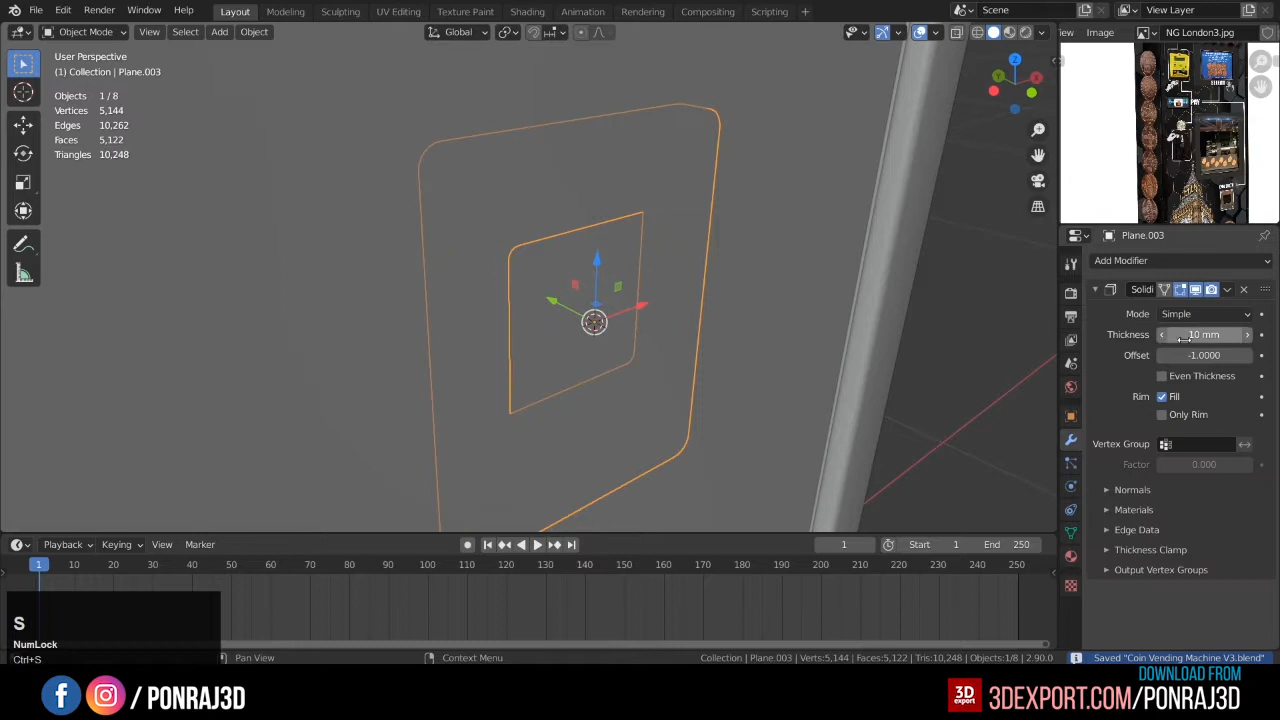 File Edit Render Window Help Layout Modeling Sculpting UV Editing Texture Paint Shading Animation Rendering Compositing Scripting + Scene View Layer
Object Mode View Select Add Object Global iew Image NG London3.jpg
User Perspective
(1) Collection | Plane.003
Objects 1 / 8
Vertices 5,144
Edges 10,262
Faces 5,122
Triangles 10,248
Z
Y
X
Plane.003
Add Modifier
Solidi
Mode Simple
Thickness 10 mm
Offset -1.0000
Even Thickness
Rim Fill
Only Rim
Vertex Group
Factor 0.000
Normals
Materials
Edge Data
Thickness Clamp
Output Vertex Groups
Playback Keying View Marker 1 Start 1 End 250
1 10 20 30 40 50 60 70 80 90 100 110 120 130 140 150 160 170 180 190 200 210 220 230 240 250
S
NumLock
Ctrl+S
Pan View Context Menu Collection | Plane.003 | Verts:5,144 | Faces:5,122 | Tris:10,248 | Objects:1/8 | 2.90.0 Saved "Coin Vending Machine V3.blend"
/ PONRAJ3D
3D export
DOWNLOAD FROM
3DEXPORT.COM/PONRAJ3D